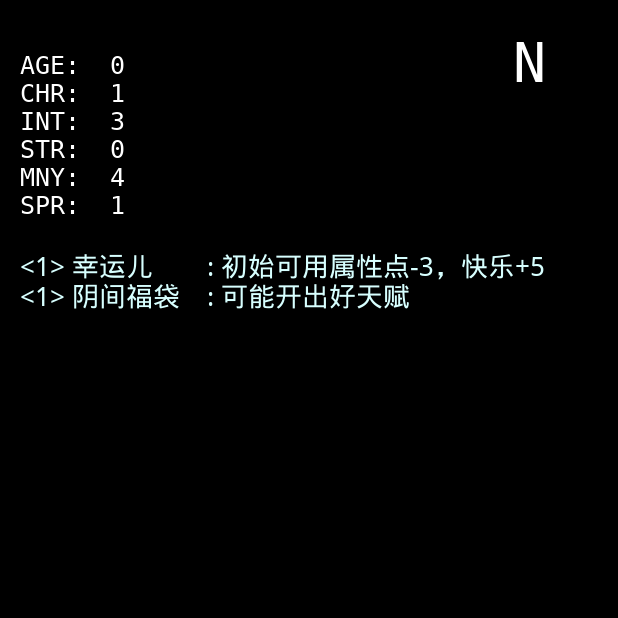 N
AGE: 0
CHR: 1
INT: 3
STR: 0
MNY: 4
SPR: 1
<1> 幸运儿 : 初始可用属性点-3，快乐+5
<1> 阴间福袋 : 可能开出好天赋